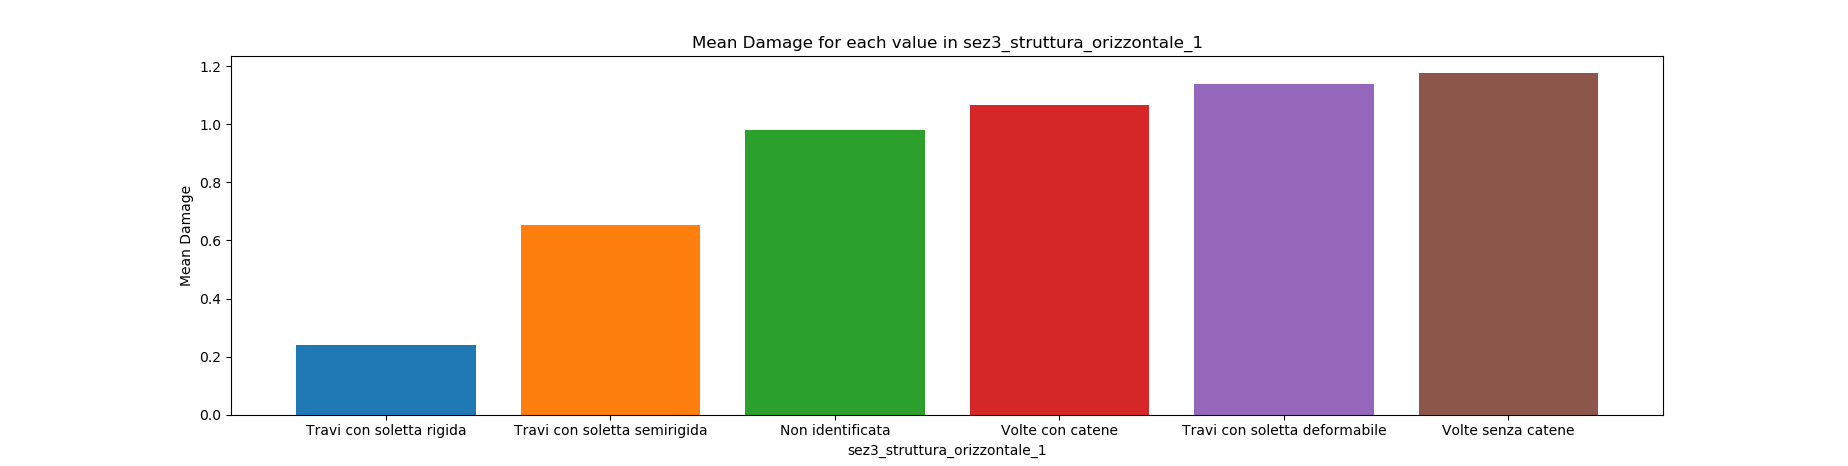 Mean Damage for each value in sez3_struttura_orizzontale_1
Mean Damage
1.2
1.0
0.8
0.6
0.4
0.2
0.0
Travi con soletta rigida
Travi con soletta semirigida
Non identificata
Volte con catene
Travi con soletta deformabile
Volte senza catene
sez3_struttura_orizzontale_1